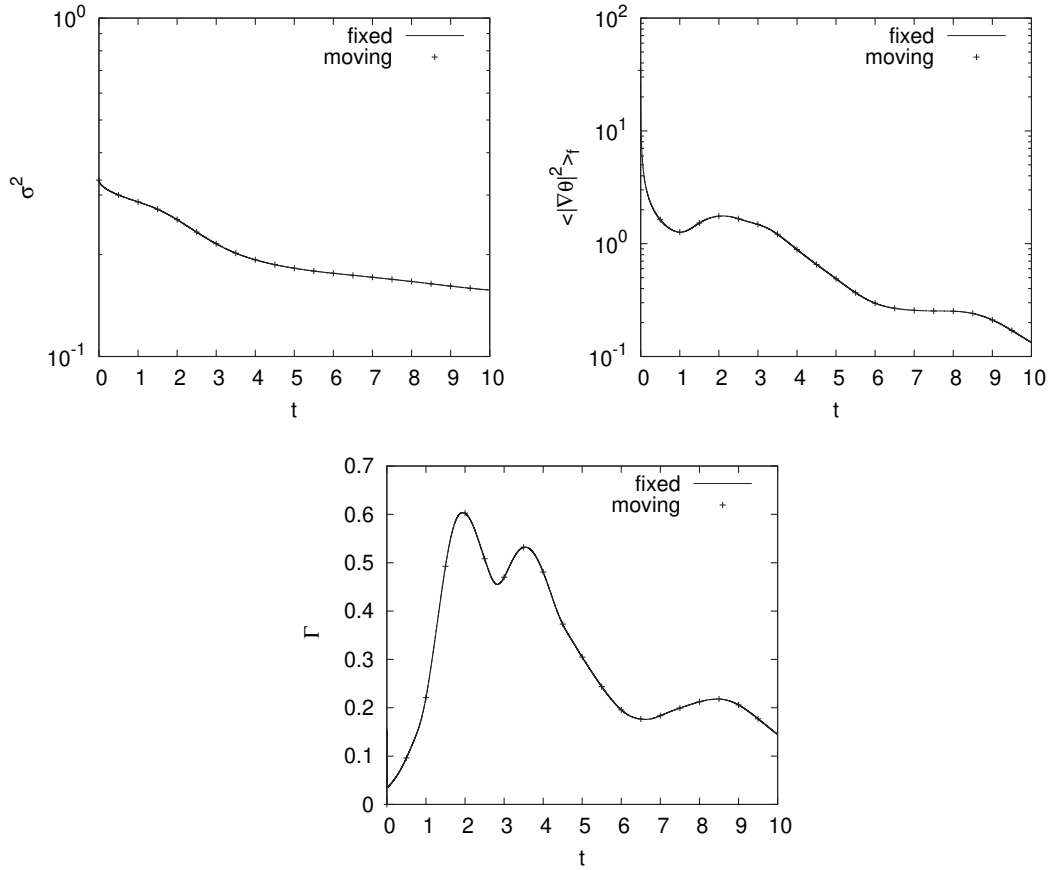 10^0
fixed
moving
σ^2
10^-1
0 1 2 3 4 5 6 7 8 9 10
t
10^2
fixed
moving
10^1
<|∇θ|^2>_f
10^0
10^-1
0 1 2 3 4 5 6 7 8 9 10
t
0.7
fixed
moving
0.6
0.5
0.4
Γ
0.3
0.2
0.1
0
0 1 2 3 4 5 6 7 8 9 10
t